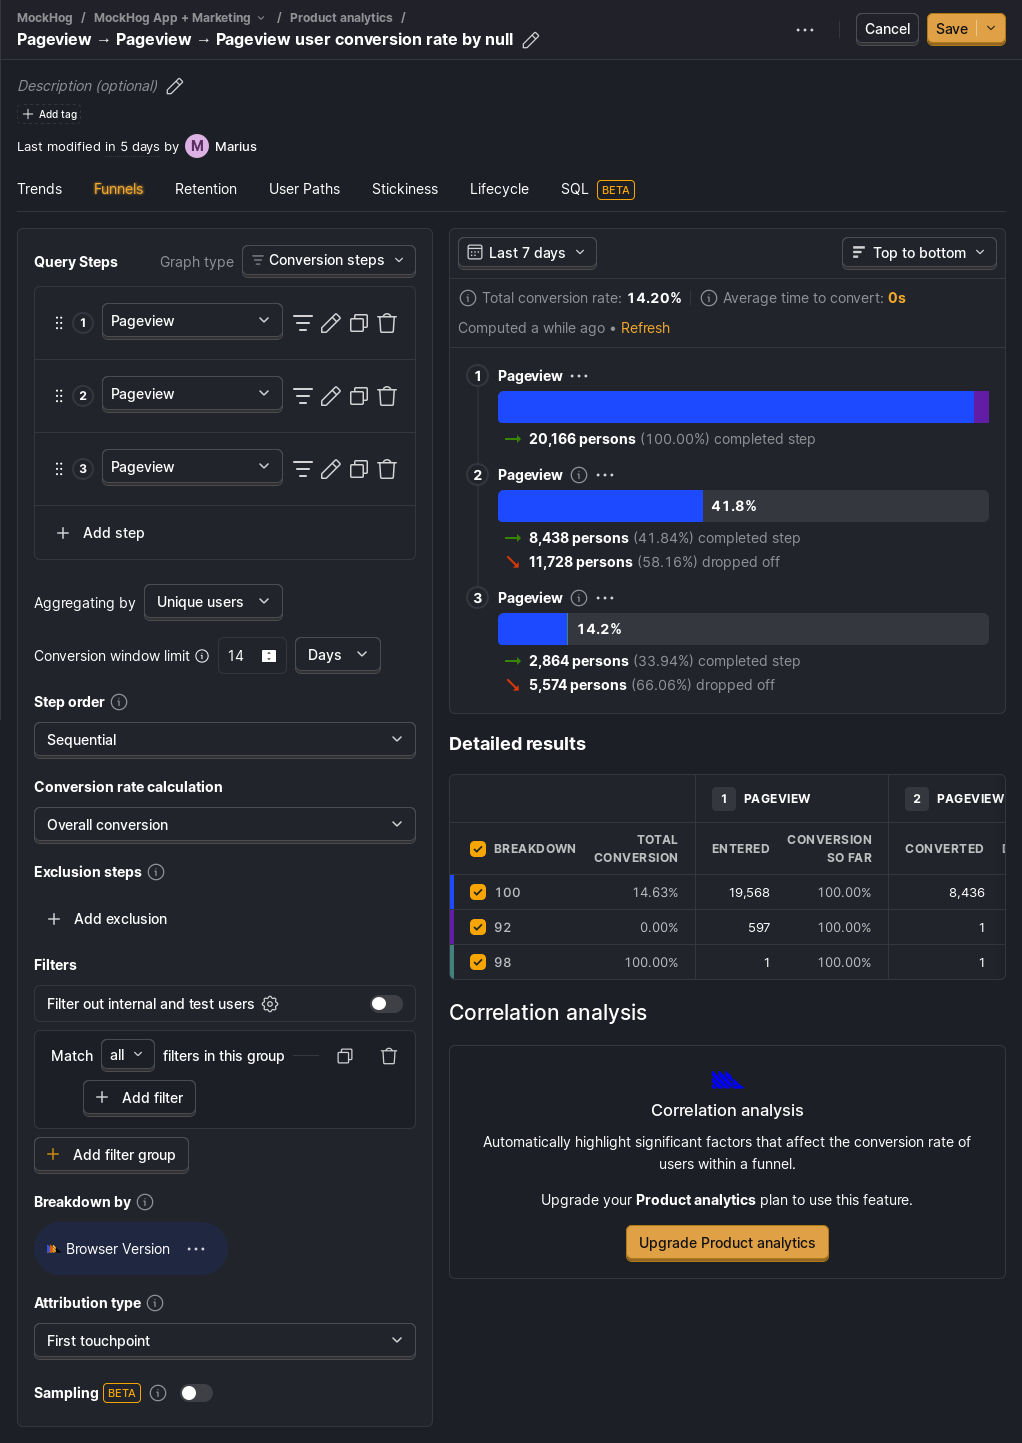 MockHog / MockHog App + Marketing / Product analytics /
Pageview → Pageview → Pageview user conversion rate by null
Cancel
Save
Description (optional)
Add tag
Last modified in 5 days by M Marius
Trends Funnels Retention User Paths Stickiness Lifecycle SQL BETA
Query Steps Graph type Conversion steps
1 Pageview
2 Pageview
3 Pageview
Add step
Aggregating by Unique users
Conversion window limit 14 Days
Step order
Sequential
Conversion rate calculation
Overall conversion
Exclusion steps
Add exclusion
Filters
Filter out internal and test users
Match all filters in this group
Add filter
Add filter group
Breakdown by
Browser Version
Attribution type
First touchpoint
Sampling BETA
Last 7 days Top to bottom
Total conversion rate: 14.20% Average time to convert: 0s
Computed a while ago • Refresh
1 Pageview
20,166 persons (100.00%) completed step
2 Pageview
41.8%
8,438 persons (41.84%) completed step
11,728 persons (58.16%) dropped off
3 Pageview
14.2%
2,864 persons (33.94%) completed step
5,574 persons (66.06%) dropped off
Detailed results
1 PAGEVIEW 2 PAGEVIEW
BREAKDOWN TOTAL CONVERSION ENTERED CONVERSION SO FAR CONVERTED
100 14.63% 19,568 100.00% 8,436
92 0.00% 597 100.00% 1
98 100.00% 1 100.00% 1
Correlation analysis
Correlation analysis
Automatically highlight significant factors that affect the conversion rate of
users within a funnel.
Upgrade your Product analytics plan to use this feature.
Upgrade Product analytics